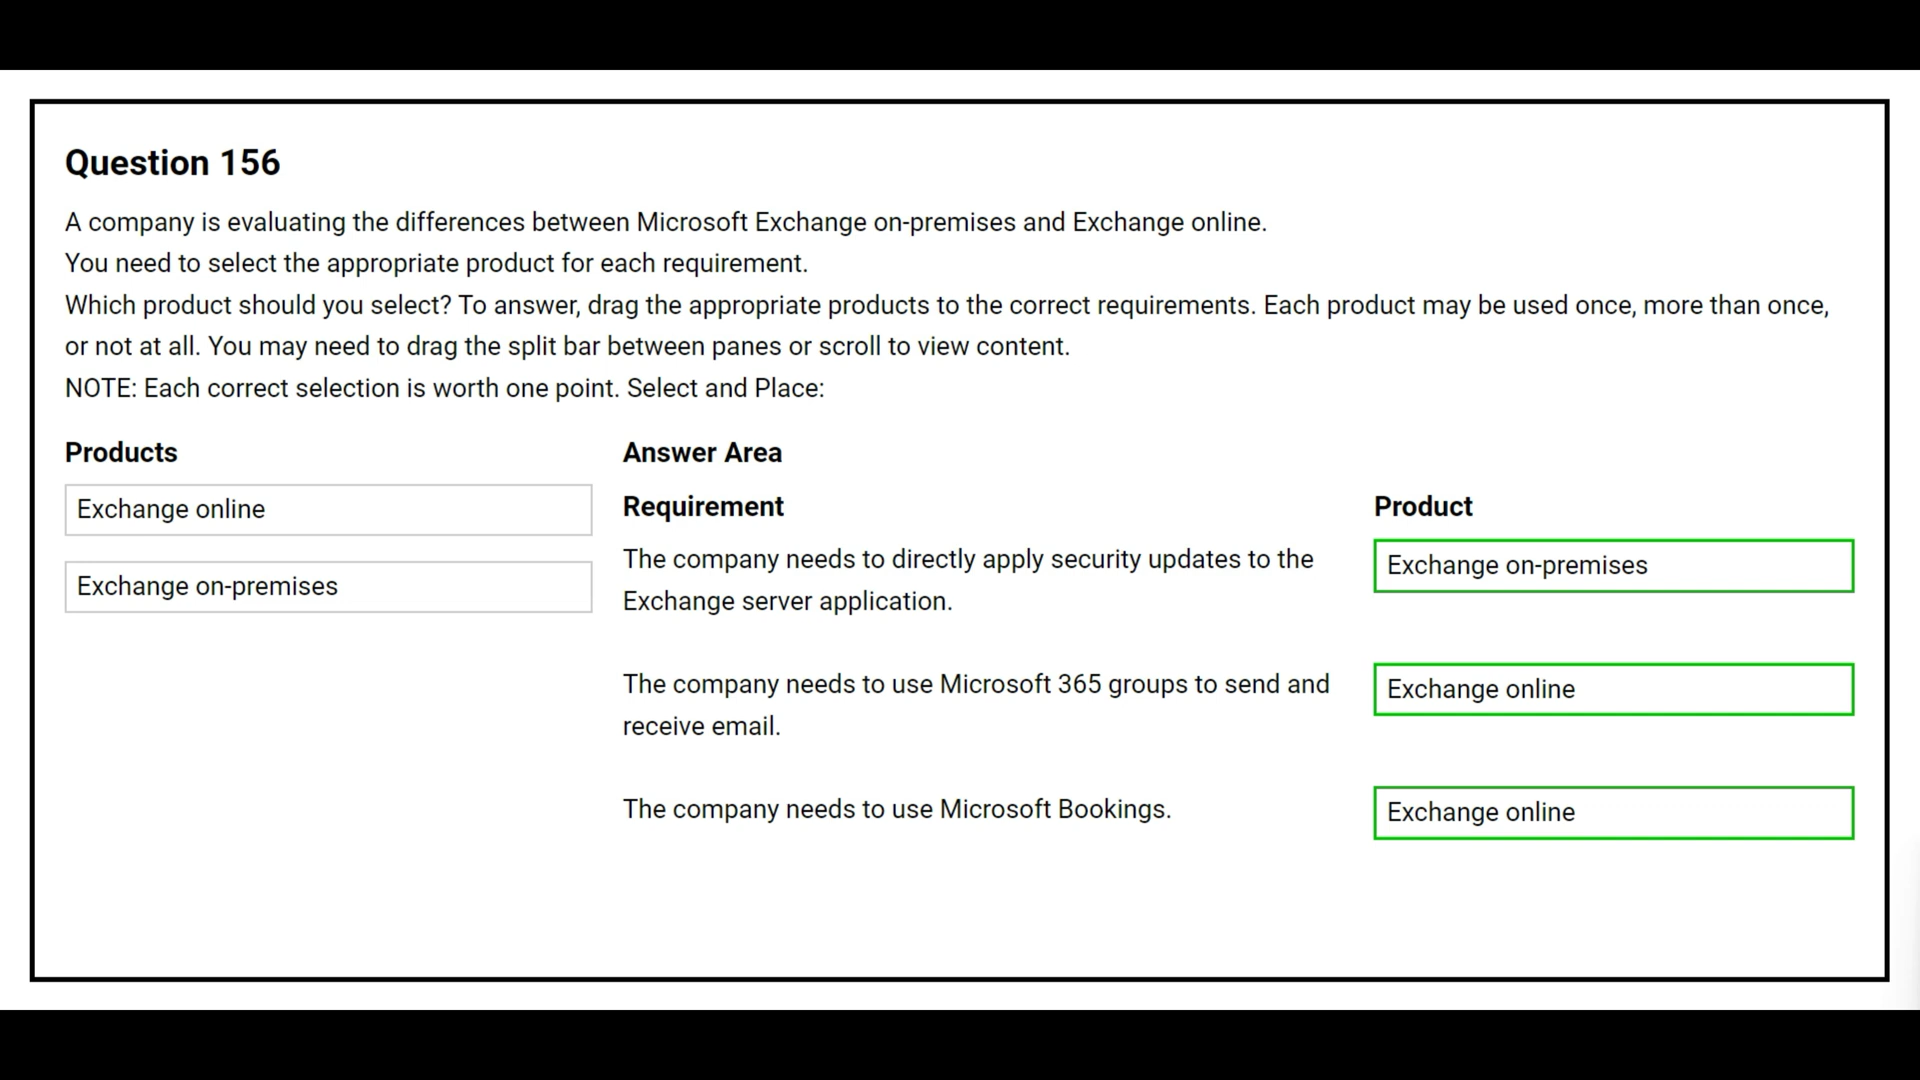 Question 156
A company is evaluating the differences between Microsoft Exchange on-premises and Exchange online.
You need to select the appropriate product for each requirement.
Which product should you select? To answer, drag the appropriate products to the correct requirements. Each product may be used once, more than once,
or not at all. You may need to drag the split bar between panes or scroll to view content.
NOTE: Each correct selection is worth one point. Select and Place:
Products
Exchange online
Exchange on-premises
Answer Area
Requirement
Product
The company needs to directly apply security updates to the
Exchange server application.
Exchange on-premises
The company needs to use Microsoft 365 groups to send and
receive email.
Exchange online
The company needs to use Microsoft Bookings.
Exchange online